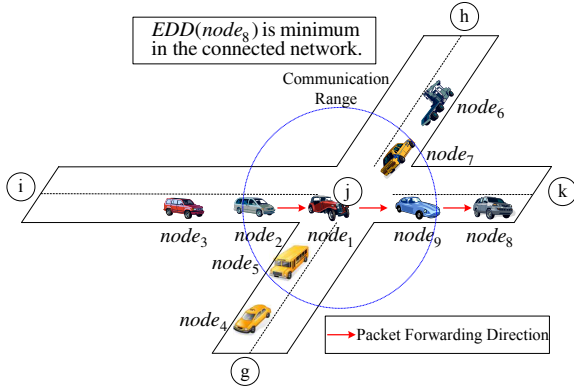 EDD(node8) is minimum
in the connected network.
h
Communication
Range
node6
node7
i
j
k
node3
node2
node1
node9
node8
node5
node4
g
Packet Forwarding Direction